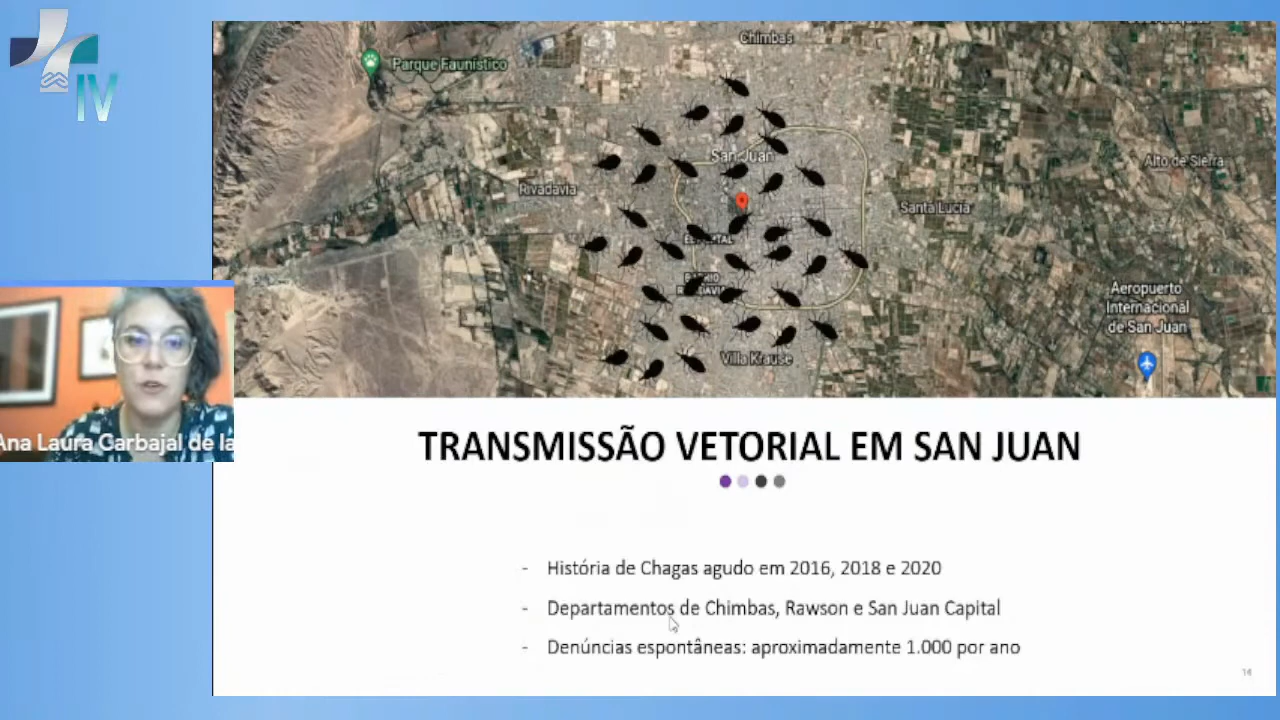 IV
Chimbas
Parque Faunístico
San Juan
Alto de Sierra
Rivadavia
Santa Lucía
Aeropuerto
Internacional
de San Juan
Villa Krause
Ana Laura Carbajal de la
TRANSMISSÃO VETORIAL EM SAN JUAN
- História de Chagas agudo em 2016, 2018 e 2020
- Departamentos de Chimbas, Rawson e San Juan Capital
- Denúncias espontâneas: aproximadamente 1.000 por ano
14